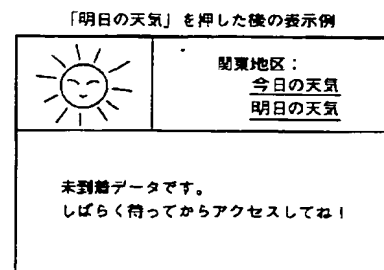 「明日の天気」を押した後の表示例
関東地区：
今日の天気
明日の天気
未到着データです。
しばらく待ってからアクセスしてね！